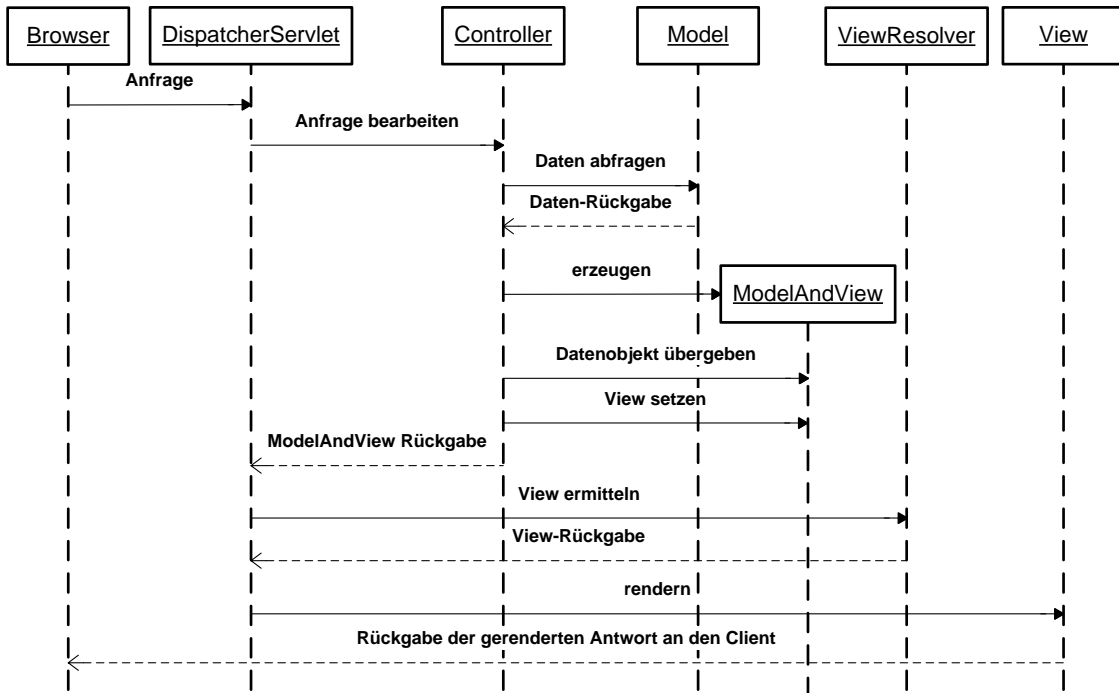 Browser
DispatcherServlet
Controller
Model
ViewResolver
View
Anfrage
Anfrage bearbeiten
Daten abfragen
Daten-Rückgabe
erzeugen
ModelAndView
Datenobjekt übergeben
View setzen
ModelAndView Rückgabe
View ermitteln
View-Rückgabe
rendern
Rückgabe der gerenderten Antwort an den Client